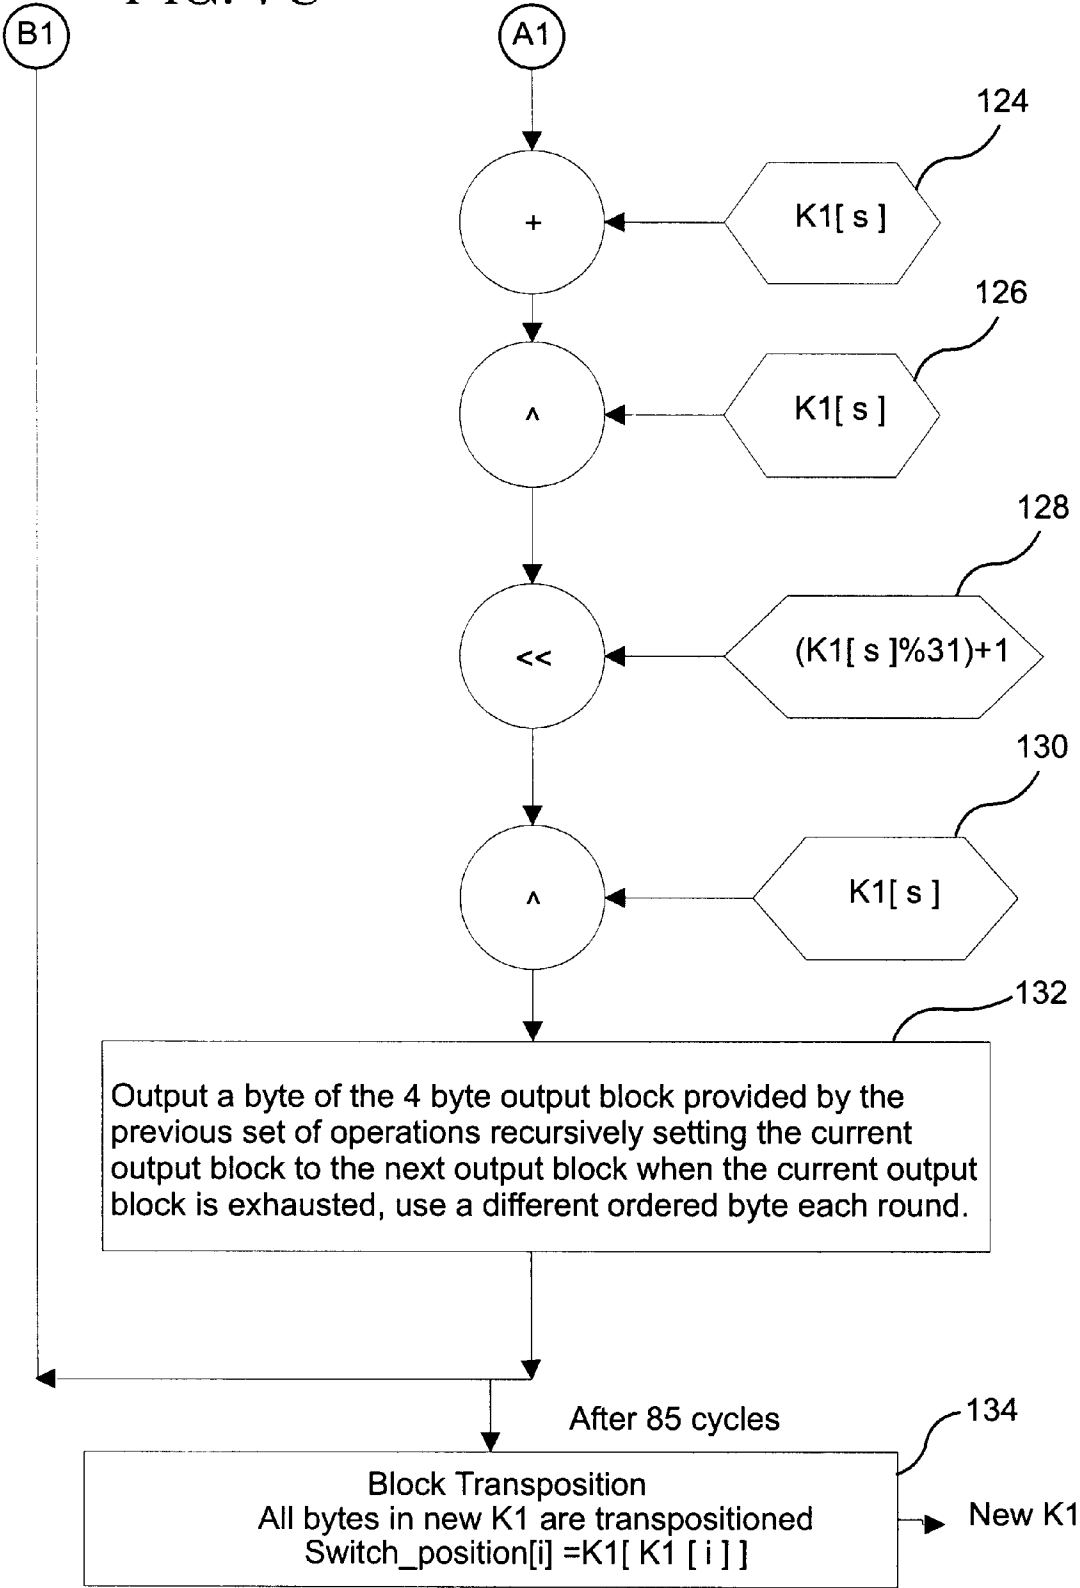 B1
A1
124
K1[ s ]
+
126
K1[ s ]
^
128
(K1[ s ]%31)+1
<<
130
K1[ s ]
^
132
Output a byte of the 4 byte output block provided by the
previous set of operations recursively setting the current
output block to the next output block when the current output
block is exhausted, use a different ordered byte each round.
After 85 cycles
134
Block Transposition
All bytes in new K1 are transpositioned
Switch_position[i] =K1[ K1 [ i ] ]
New K1